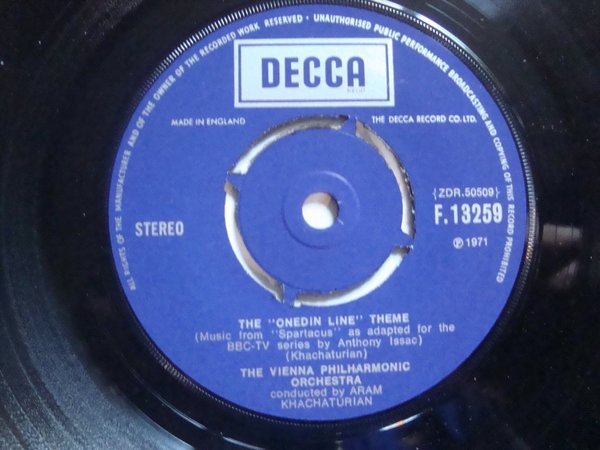 ALL RIGHTS OF THE MANUFACTURER AND OF THE OWNER OF THE RECORDED WORK RESERVED · UNAUTHORISED PUBLIC PERFORMANCE BROADCASTING AND COPYING OF THIS RECORD PROHIBITED
DECCA
MADE IN ENGLAND
THE DECCA RECORD CO. LTD.
{ZDR.50509}
STEREO
F.13259
℗ 1971
THE "ONEDIN LINE" THEME
(Music from "Spartacus" as adapted for the
BBC-TV series by Anthony Issac)
(Khachaturian)
THE VIENNA PHILHARMONIC
ORCHESTRA
conducted by ARAM
KHACHATURIAN